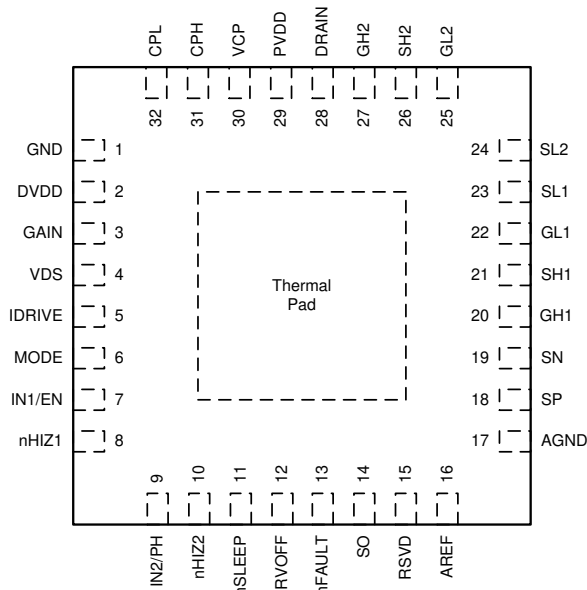 CPL
CPH
VCP
PVDD
DRAIN
GH2
SH2
GL2
32
31
30
29
28
27
26
25
GND 1
24 SL2
DVDD 2
23 SL1
GAIN 3
22 GL1
VDS 4
21 SH1
Thermal
Pad
IDRIVE 5
20 GH1
MODE 6
19 SN
IN1/EN 7
18 SP
nHIZ1 8
17 AGND
9
10
11
12
13
14
15
16
IN2/PH
nHIZ2
nSLEEP
RVOFF
nFAULT
SO
RSVD
AREF